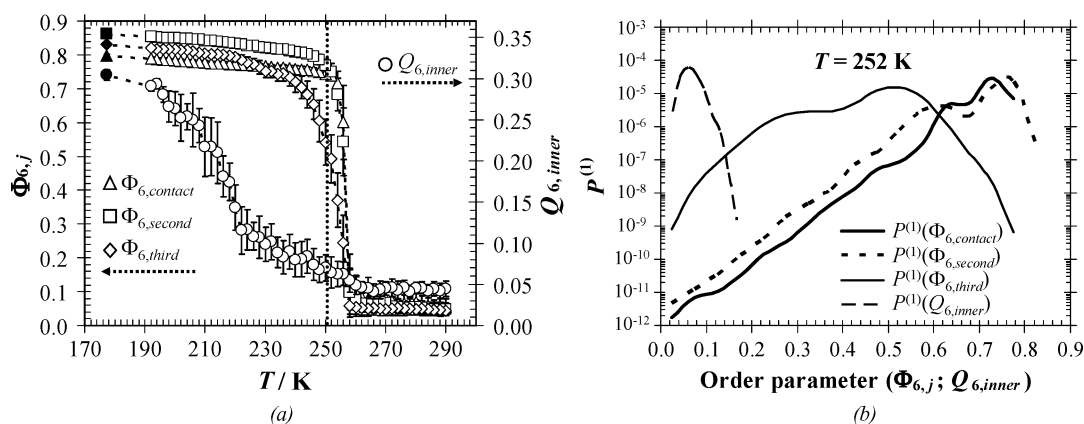 0.9
0.8
0.7
0.6
0.5
0.4
0.3
0.2
0.1
0.0
Φ6,j
170 190 210 230 250 270 290
T / K
0.35
0.30
0.25
0.20
0.15
0.10
0.05
0.00
Q6,inner
Q6,inner
Φ6,contact
Φ6,second
Φ6,third
(a)
10-3
10-4
10-5
10-6
10-7
10-8
10-9
10-10
10-11
10-12
P(1)
T = 252 K
P(1)(Φ6,contact)
P(1)(Φ6,second)
P(1)(Φ6,third)
P(1)(Q6,inner)
0.0 0.1 0.2 0.3 0.4 0.5 0.6 0.7 0.8 0.9
Order parameter (Φ6,j ; Q6,inner)
(b)